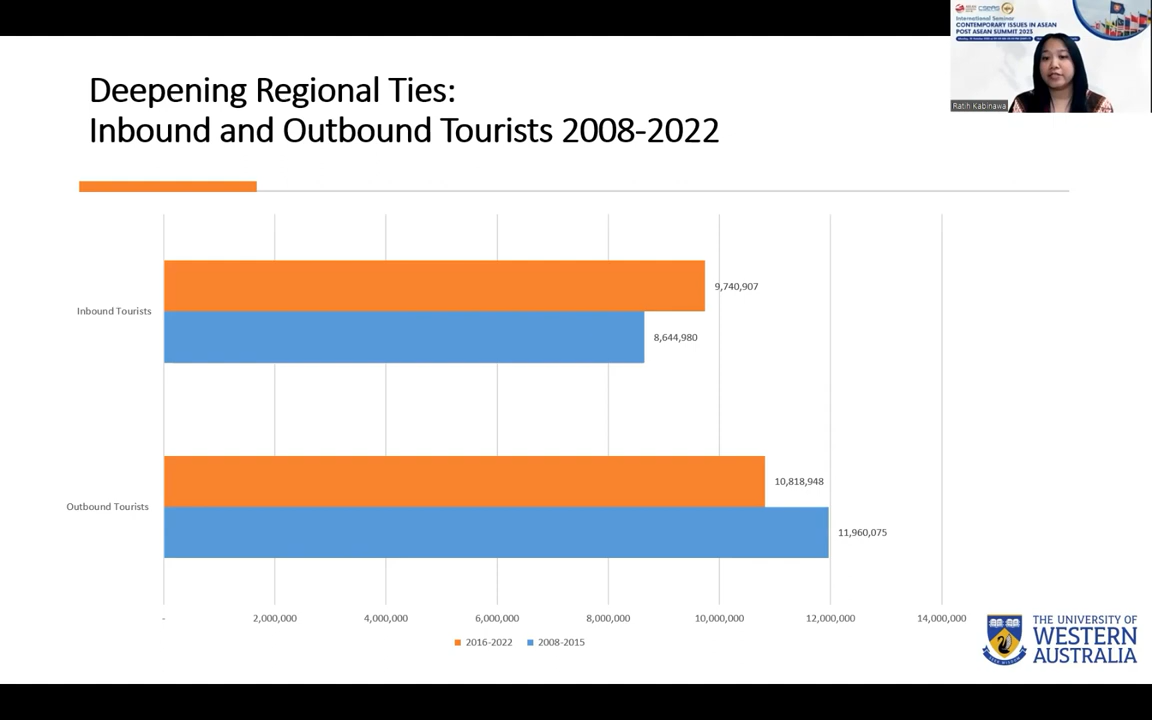 International Seminar
CONTEMPORARY ISSUES IN ASEAN
POST ASEAN SUMMIT 2023
Ratih Kabinawa
Deepening Regional Ties:
Inbound and Outbound Tourists 2008-2022
Inbound Tourists
9,740,907
8,644,980
Outbound Tourists
10,818,948
11,960,075
-
2,000,000
4,000,000
6,000,000
8,000,000
10,000,000
12,000,000
14,000,000
2016-2022
2008-2015
THE UNIVERSITY OF
WESTERN
AUSTRALIA